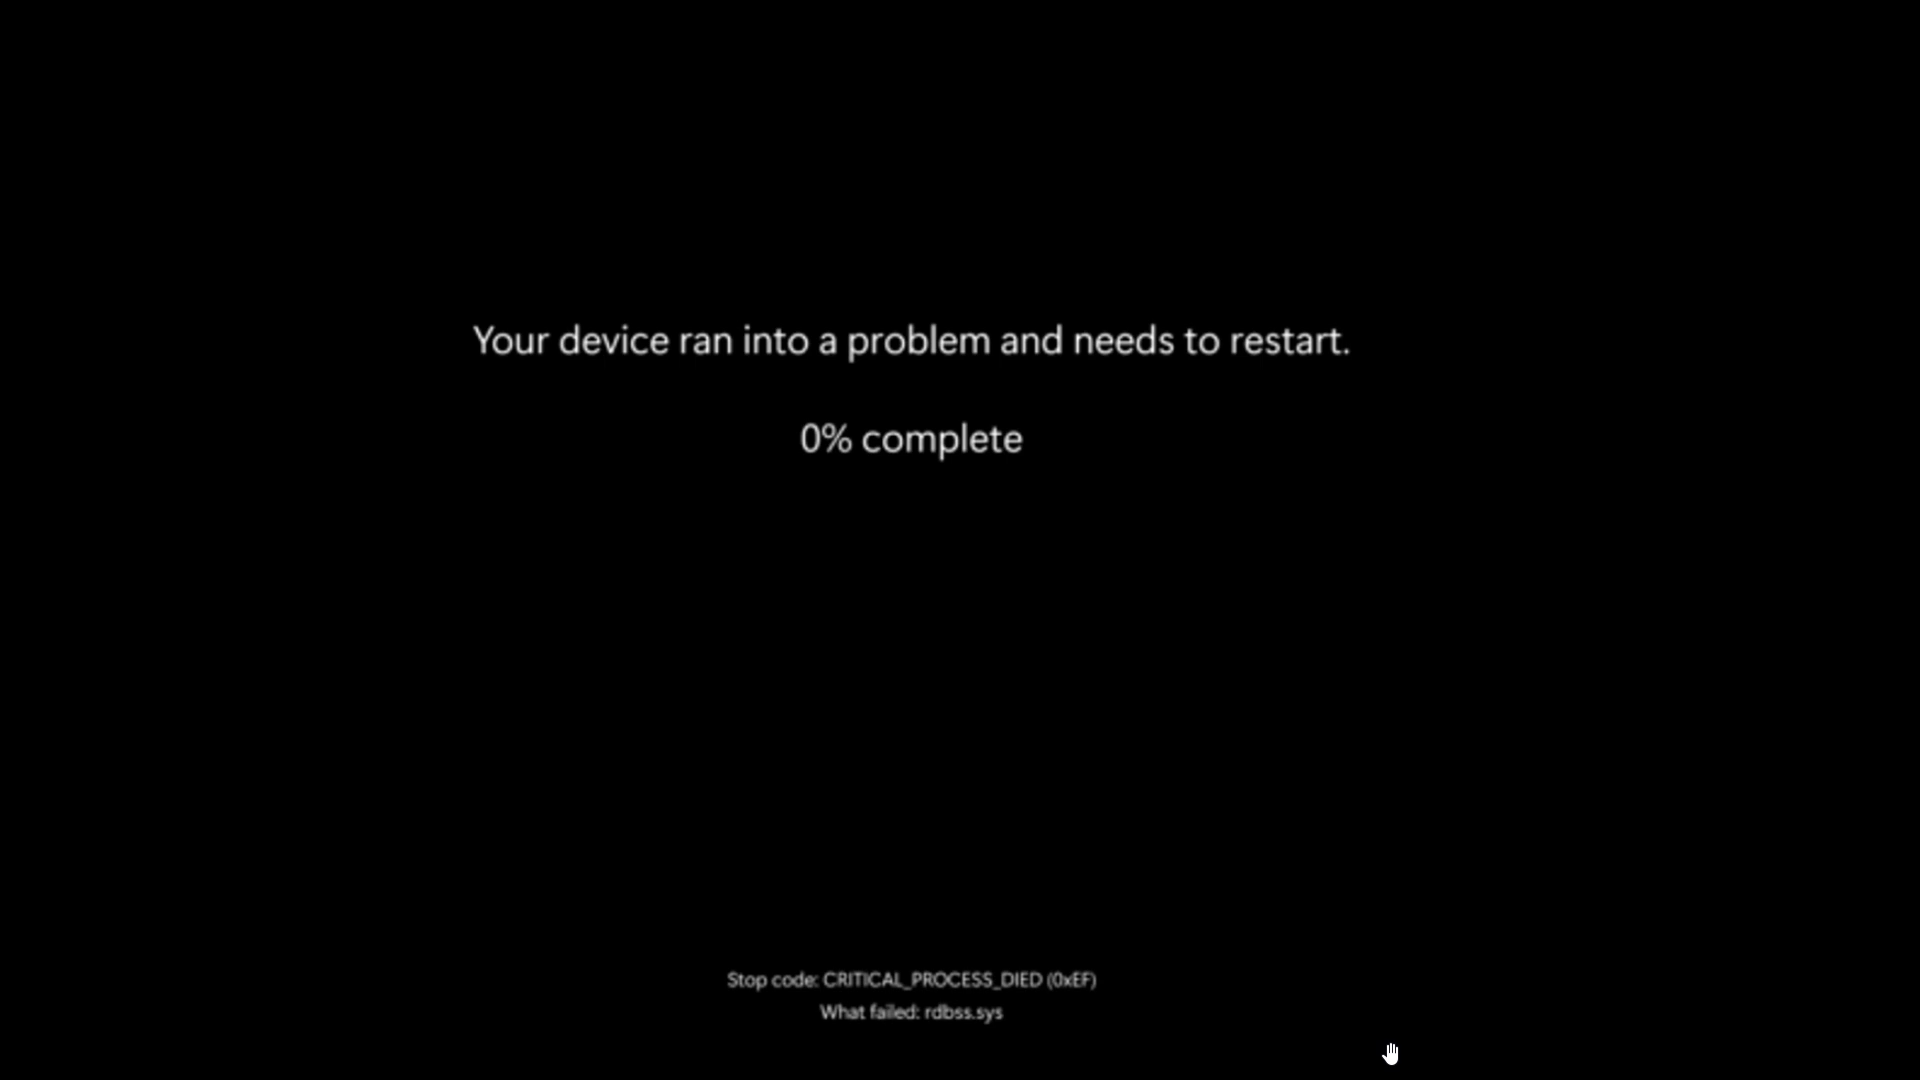 Your device ran into a problem and needs to restart.
0% complete
Stop code: CRITICAL_PROCESS_DIED (0xEF)
What failed: rdbss.sys